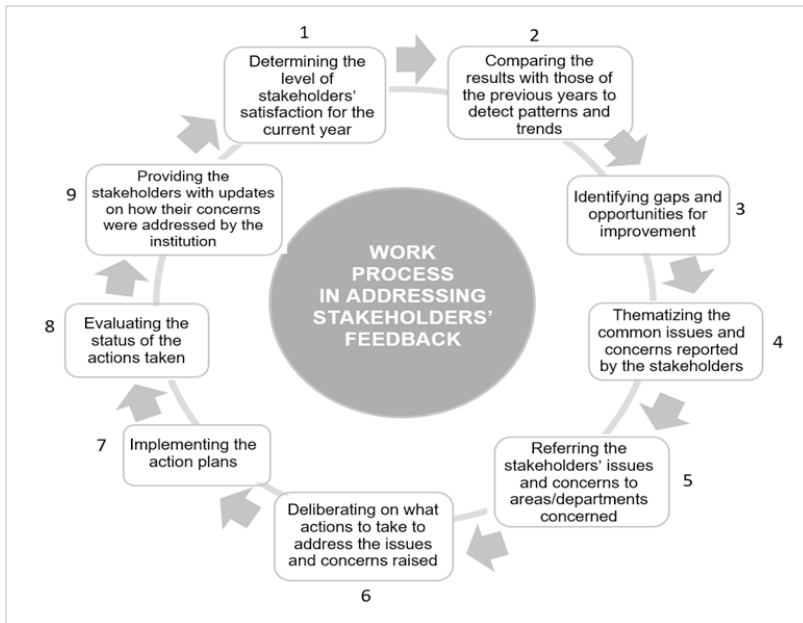 1
Determining the
level of
stakeholders'
satisfaction for the
current year
2
Comparing the
results with those of
the previous years to
detect patterns and
trends
3
Identifying gaps and
opportunities for
improvement
4
Thematizing the
common issues and
concerns reported
by the stakeholders
5
Referring the
stakeholders' issues
and concerns to
areas/departments
concerned
6
Deliberating on what
actions to take to
address the issues
and concerns raised
7
Implementing the
action plans
8
Evaluating the
status of the
actions taken
9
Providing the
stakeholders with updates
on how their concerns
were addressed by the
institution
WORK
PROCESS
IN ADDRESSING
STAKEHOLDERS'
FEEDBACK